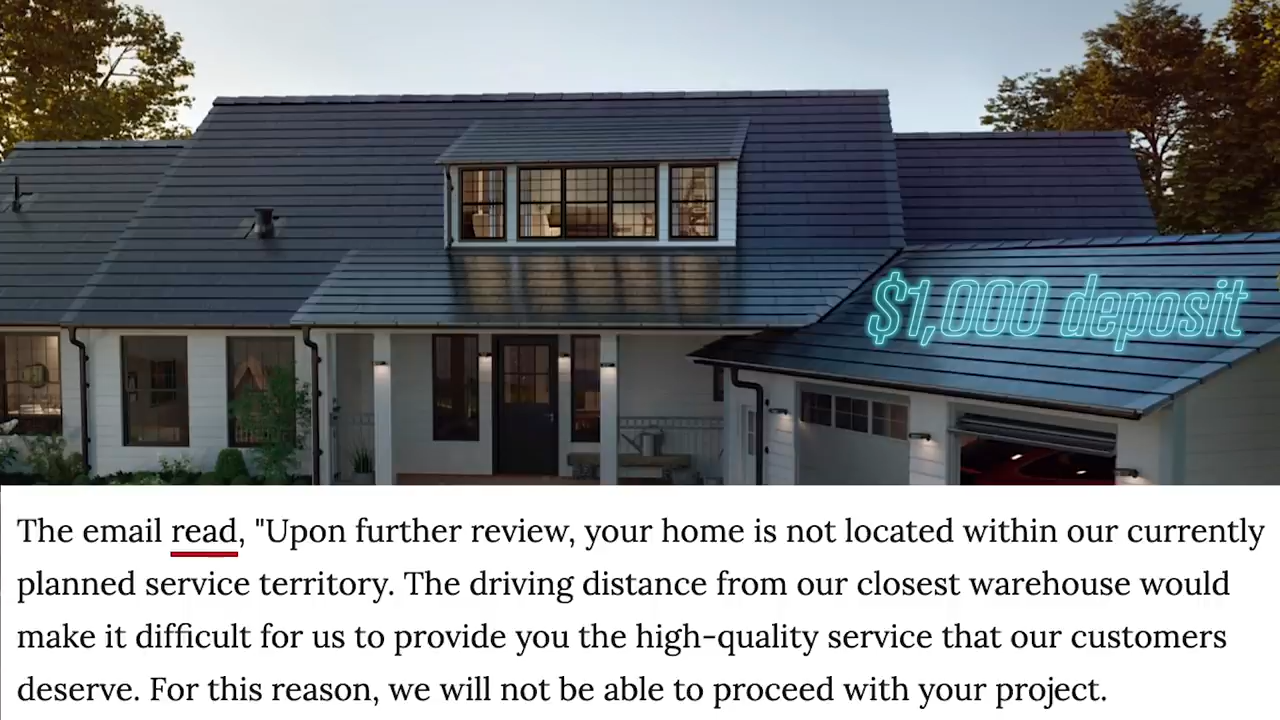 $1,000 deposit
The email read, "Upon further review, your home is not located within our currently
planned service territory. The driving distance from our closest warehouse would
make it difficult for us to provide you the high-quality service that our customers
deserve. For this reason, we will not be able to proceed with your project.